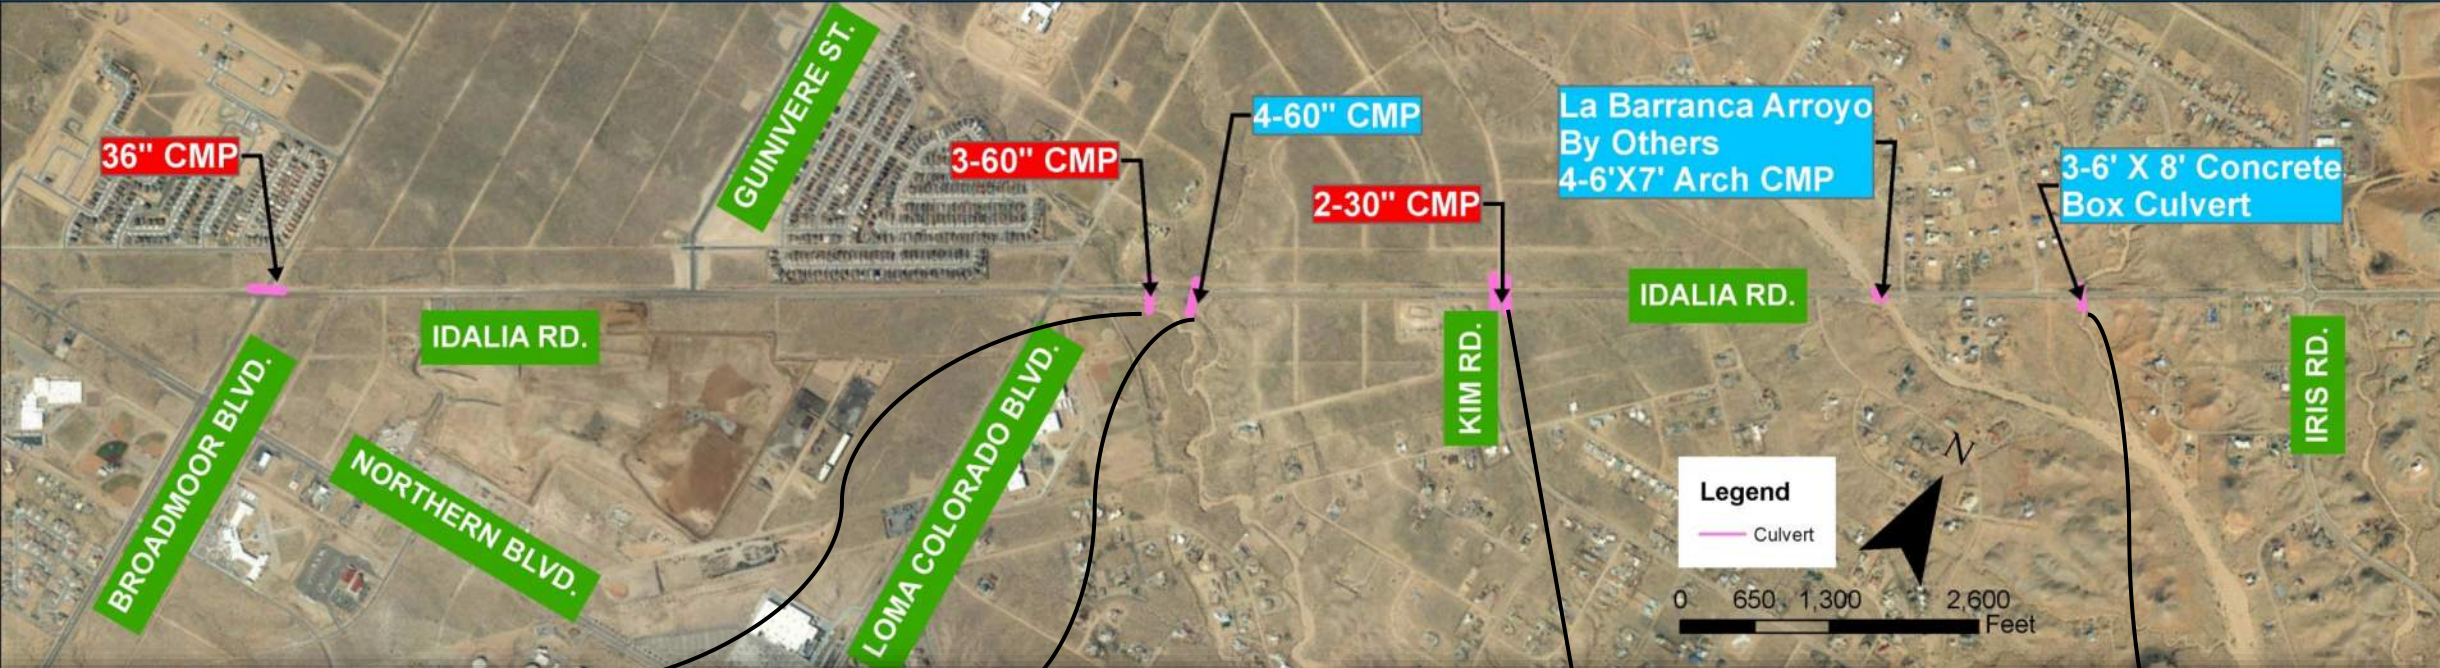 GUINIVERE ST.
36" CMP
3-60" CMP
4-60" CMP
2-30" CMP
La Barranca Arroyo
By Others
4-6'X7' Arch CMP
3-6' X 8' Concrete
Box Culvert
IDALIA RD.
IDALIA RD.
BROADMOOR BLVD.
NORTHERN BLVD.
LOMA COLORADO BLVD.
KIM RD.
IRIS RD.
N
Legend
Culvert
0 650 1,300 2,600
Feet